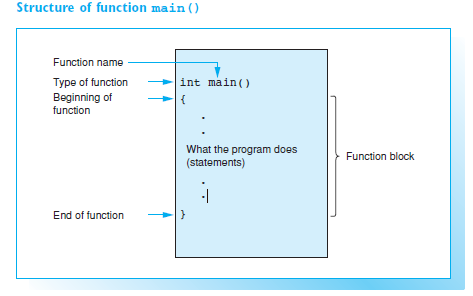 Structure of function main()
Function name
Type of function
int main()
Beginning of
function
{
.
.
What the program does
(statements)
Function block
.
.
End of function
}